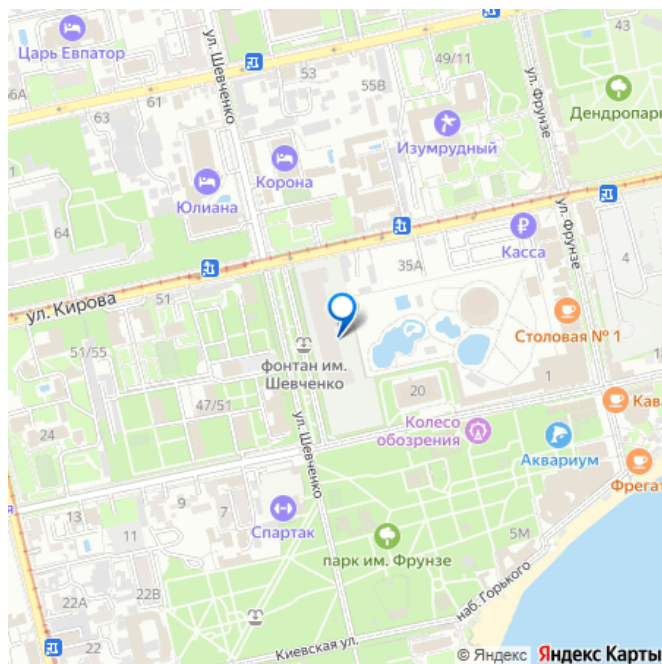 43
Царь Евпатор
ул. Шевченко
53
49/11
55В
56А
61
63
ул. Фрунзе
Дендропарк
Изумрудный
Корона
Юлиана
64
ул. Фрунзе
Касса
4
35А
ул. Кирова
51
Столовая № 1
51/55
фонтан им.
Шевченко
20
1
47/51
24
ул. Шевченко
Колесо
обозрения
Аквариум
Фрегат
9
7
13
11
Спартак
5М
парк им. Фрунзе
наб. Горького
22А
22В
22
Киевская ул.
© Яндекс Яндекс Карты